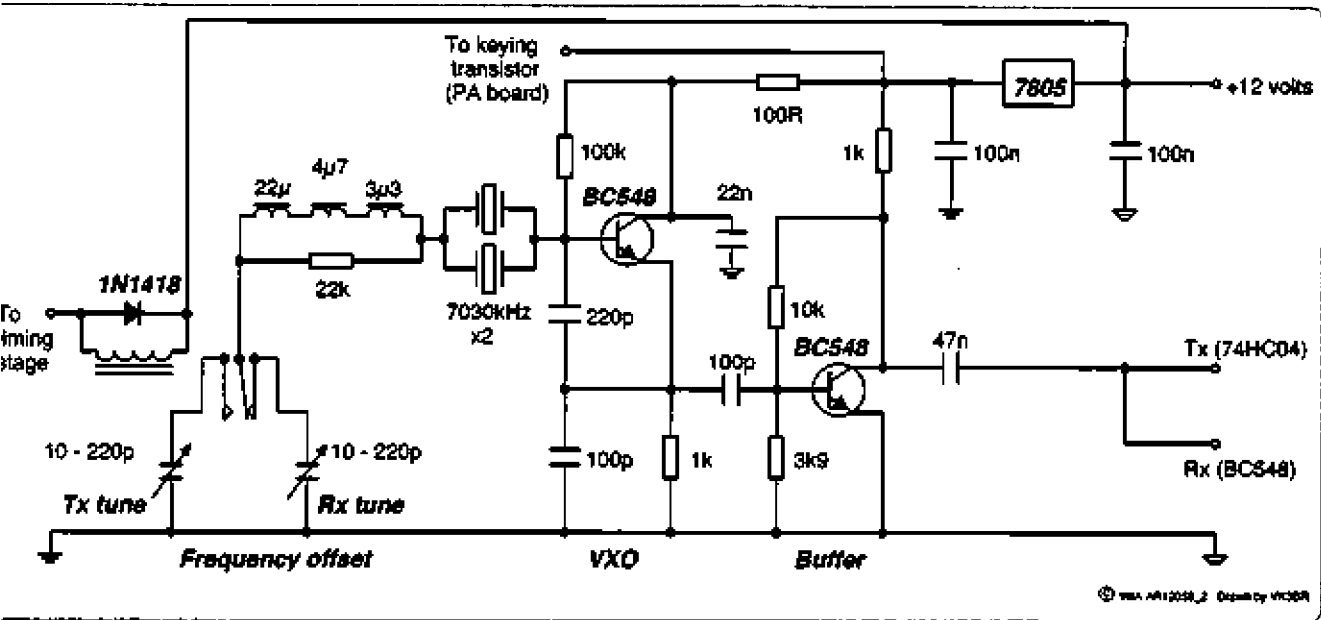 To keying
transistor
(PA board)
7805
+12 volts
100R
100k
1k
100n
100n
22µ
4µ7
3µ3
BC548
22n
22k
1N1418
To
iming
stage
7030kHz
x2
220p
10k
BC548
100p
47n
Tx (74HC04)
10 - 220p
10 - 220p
100p
1k
3k9
Rx (BC548)
Tx tune
Rx tune
Frequency offset
VXO
Buffer
©